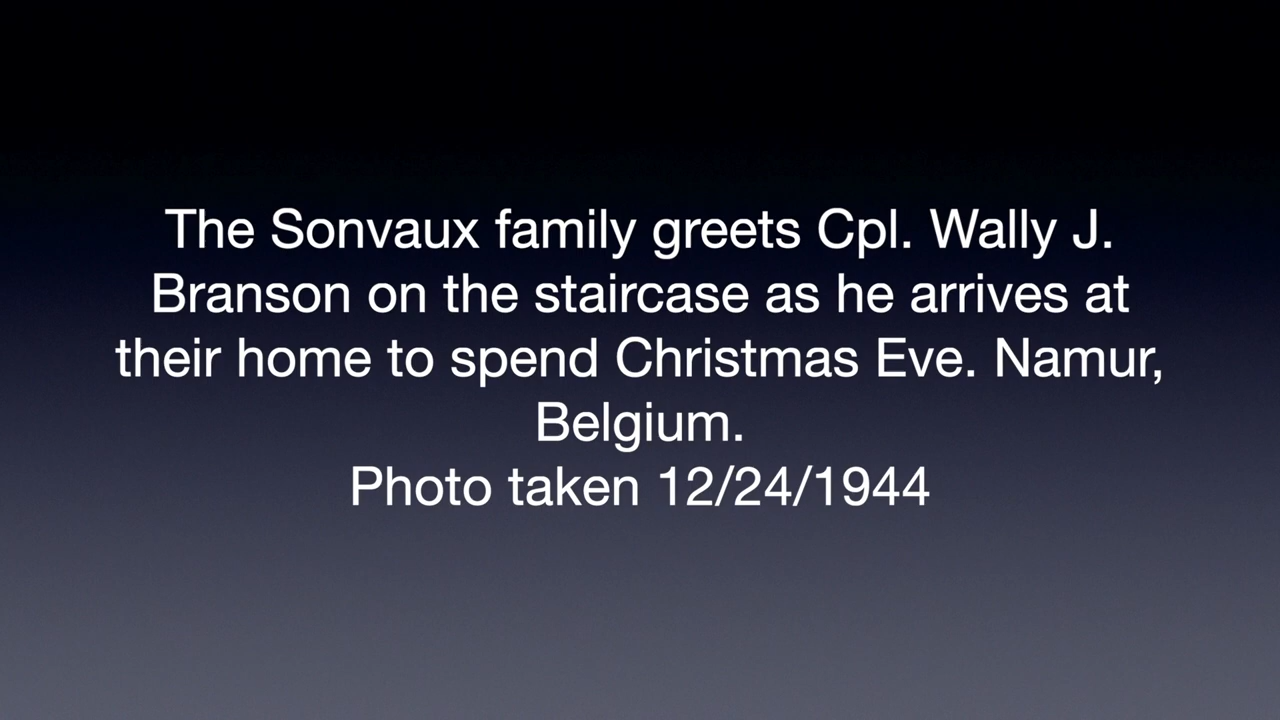 The Sonvaux family greets Cpl. Wally J.
Branson on the staircase as he arrives at
their home to spend Christmas Eve. Namur,
Belgium.
Photo taken 12/24/1944